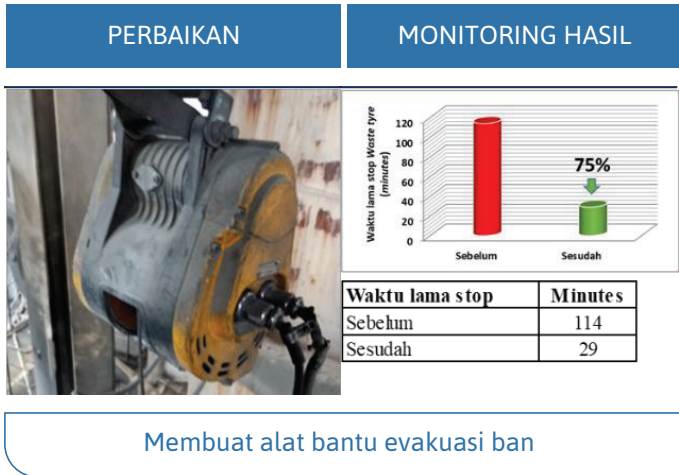 PERBAIKAN
MONITORING HASIL
Waktu lama stop Waste tyre
(minutes)
120
100
80
60
40
20
0
75%
Sebelum
Sesudah
Waktu lama stop Minutes
Sebelum 114
Sesudah 29
Membuat alat bantu evakuasi ban